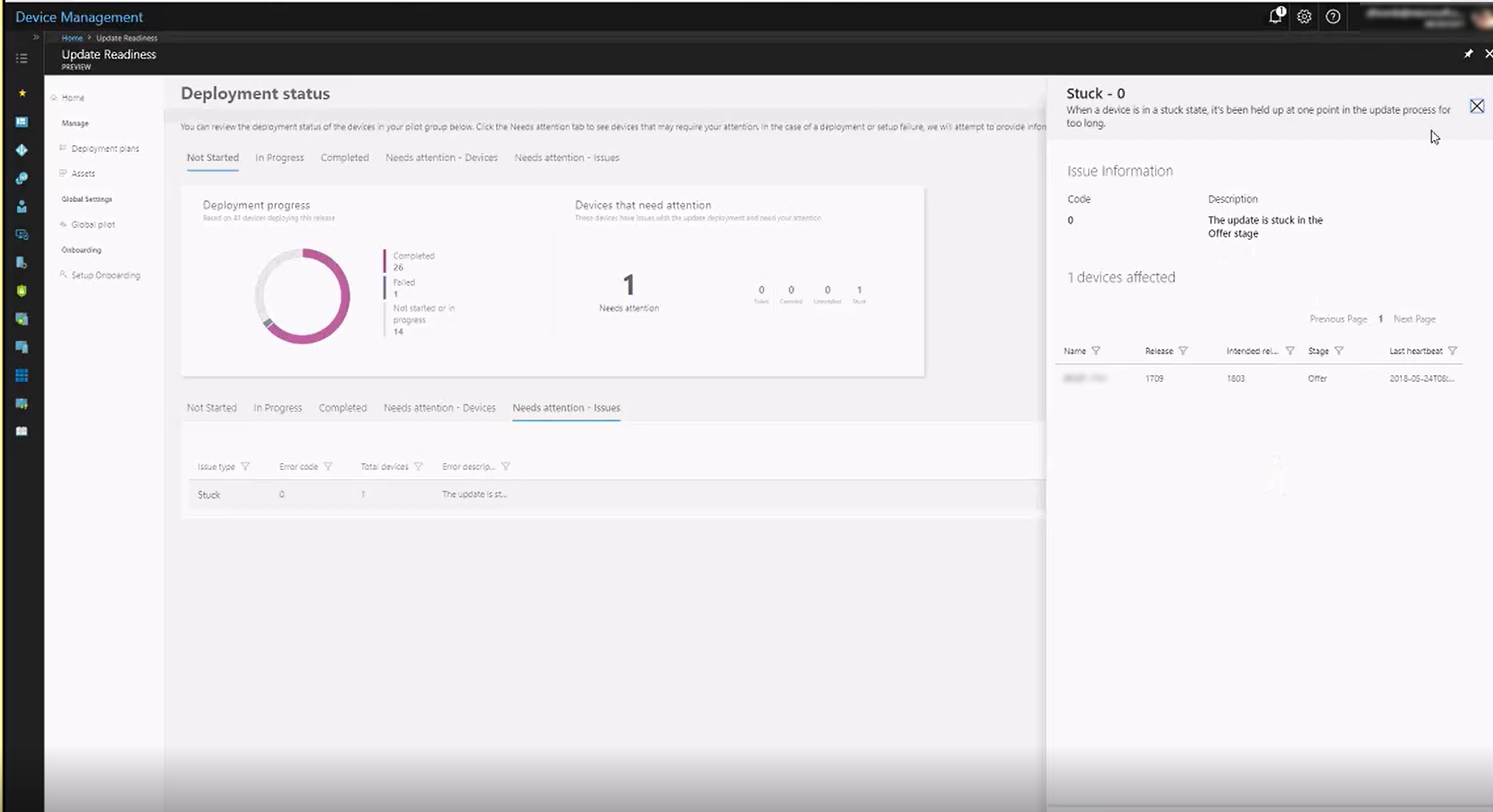 Device Management
1
Home > Update Readiness
Update Readiness
PREVIEW
Home
Manage
Deployment plans
Assets
Global Settings
Global pilot
Onboarding
Setup Onboarding
Deployment status
You can review the deployment status of the devices in your pilot group below. Click the Needs attention tab to see devices that may require your attention. In the case of a deployment or setup failure, we will attempt to provide infor
Not Started In Progress Completed Needs attention - Devices Needs attention - Issues
Deployment progress
Based on 41 devices deploying this release
Completed
26
Failed
1
Not started or in
progress
14
Devices that need attention
These devices have issues with the update deployment and need your attention
1
Needs attention
0 0 0 1
Failed Canceled Uninstalled Stuck
Not Started In Progress Completed Needs attention - Devices Needs attention - Issues
Issue type Error code Total devices Error descrip...
Stuck 0 1 The update is st...
Stuck - 0
When a device is in a stuck state, it's been held up at one point in the update process for
too long.
Issue Information
Code Description
0 The update is stuck in the
Offer stage
1 devices affected
Previous Page 1 Next Page
Name Release Intended rel... Stage Last heartbeat
1709 1803 Offer 2018-05-24T08:...